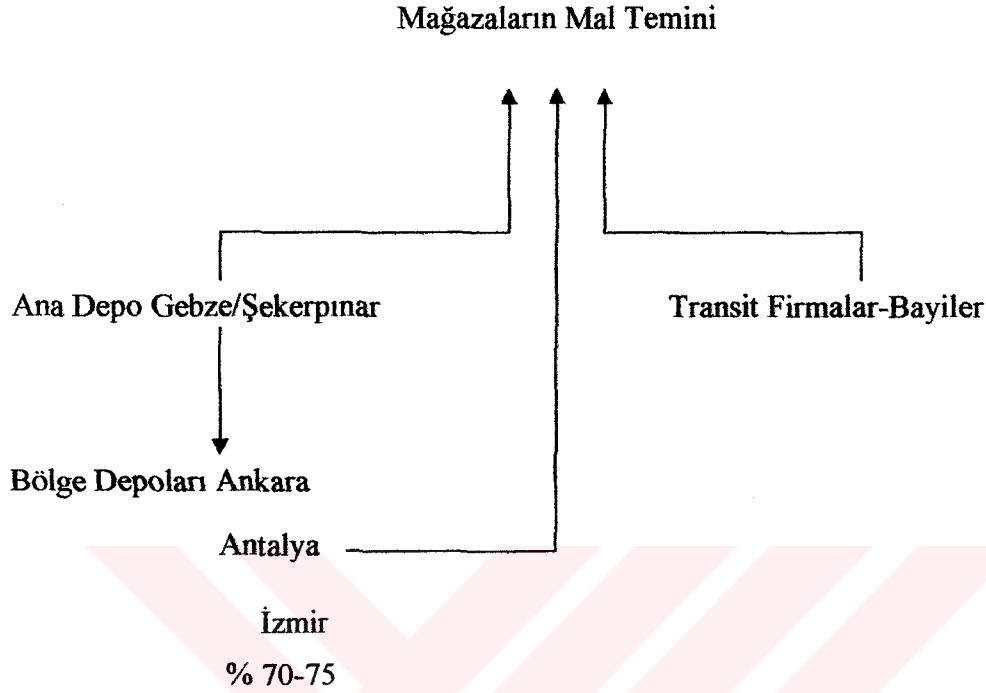 Mağazaların Mal Temini
Ana Depo Gebze/Şekerpınar
Transit Firmalar-Bayiler
Bölge Depoları Ankara
Antalya
İzmir
% 70-75